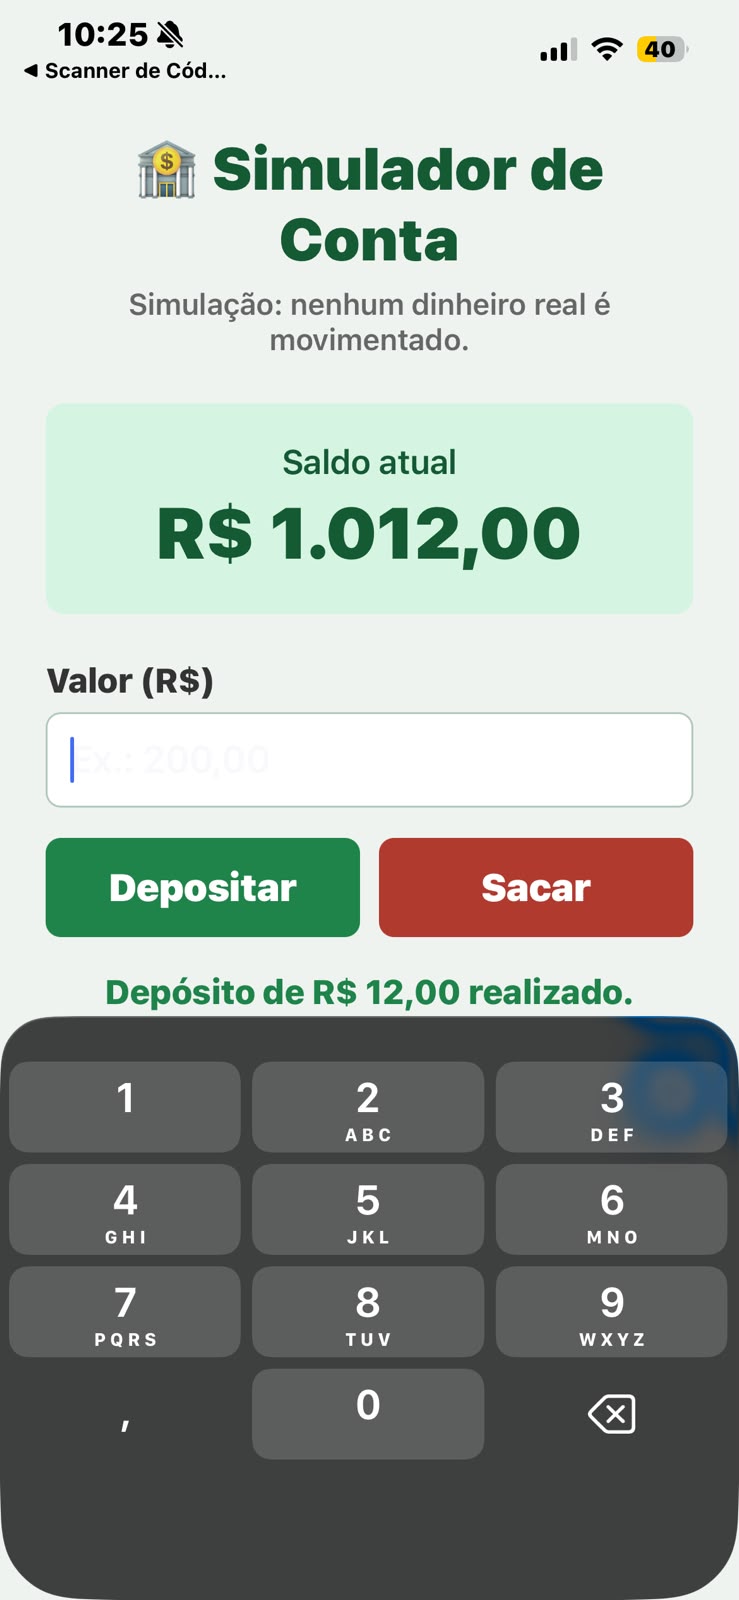 10:25
40
◀ Scanner de Cód...
Simulador de
Conta
Simulação: nenhum dinheiro real é
movimentado.
Saldo atual
R$ 1.012,00
Valor (R$)
Ex.: 200,00
Depositar Sacar
Depósito de R$ 12,00 realizado.
1 2 3
ABC DEF
4 5 6
GHI JKL MNO
7 8 9
PQRS TUV WXYZ
, 0